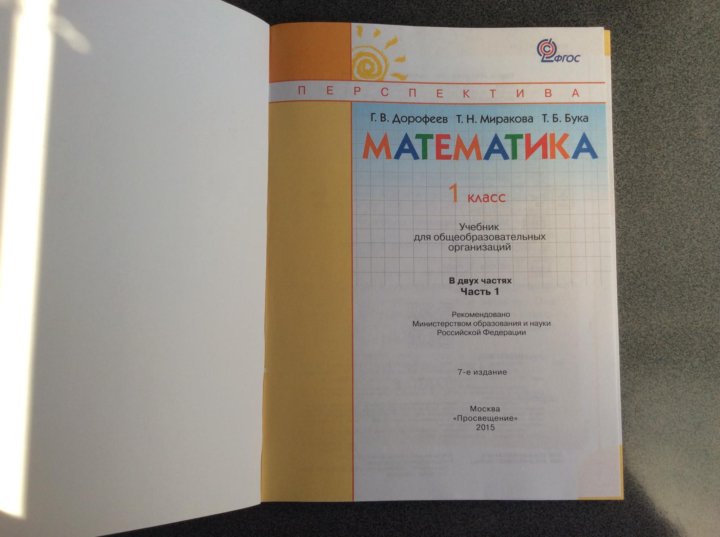 ФГОС
ПЕРСПЕКТИВА
Г. В. Дорофеев Т. Н. Миракова Т. Б. Бука
МАТЕМАТИКА
1 класс
Учебник
для общеобразовательных
организаций
В двух частях
Часть 1
Рекомендовано
Министерством образования и науки
Российской Федерации
7-е издание
Москва
«Просвещение»
2015